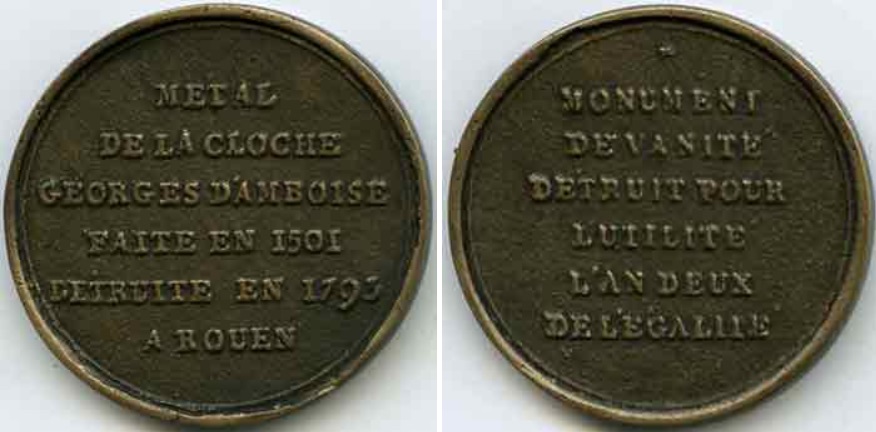 METAL
DE LA CLOCHE
GEORGES D'AMBOISE
FAITE EN 1501
DETRUITE EN 1793
A ROUEN
MONUMENT
DE VANITE
DETRUIT POUR
LUTILITE
L'AN DEUX
DE L'EGALITE